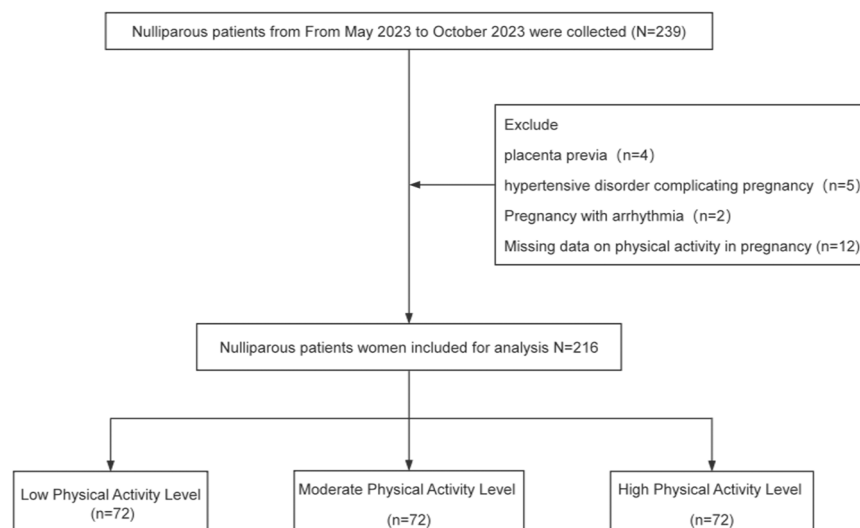 Nulliparous patients from From May 2023 to October 2023 were collected (N=239)
Exclude
placenta previa (n=4)
hypertensive disorder complicating pregnancy (n=5)
Pregnancy with arrhythmia (n=2)
Missing data on physical activity in pregnancy (n=12)
Nulliparous patients women included for analysis N=216
Low Physical Activity Level
(n=72)
Moderate Physical Activity Level
(n=72)
High Physical Activity Level
(n=72)